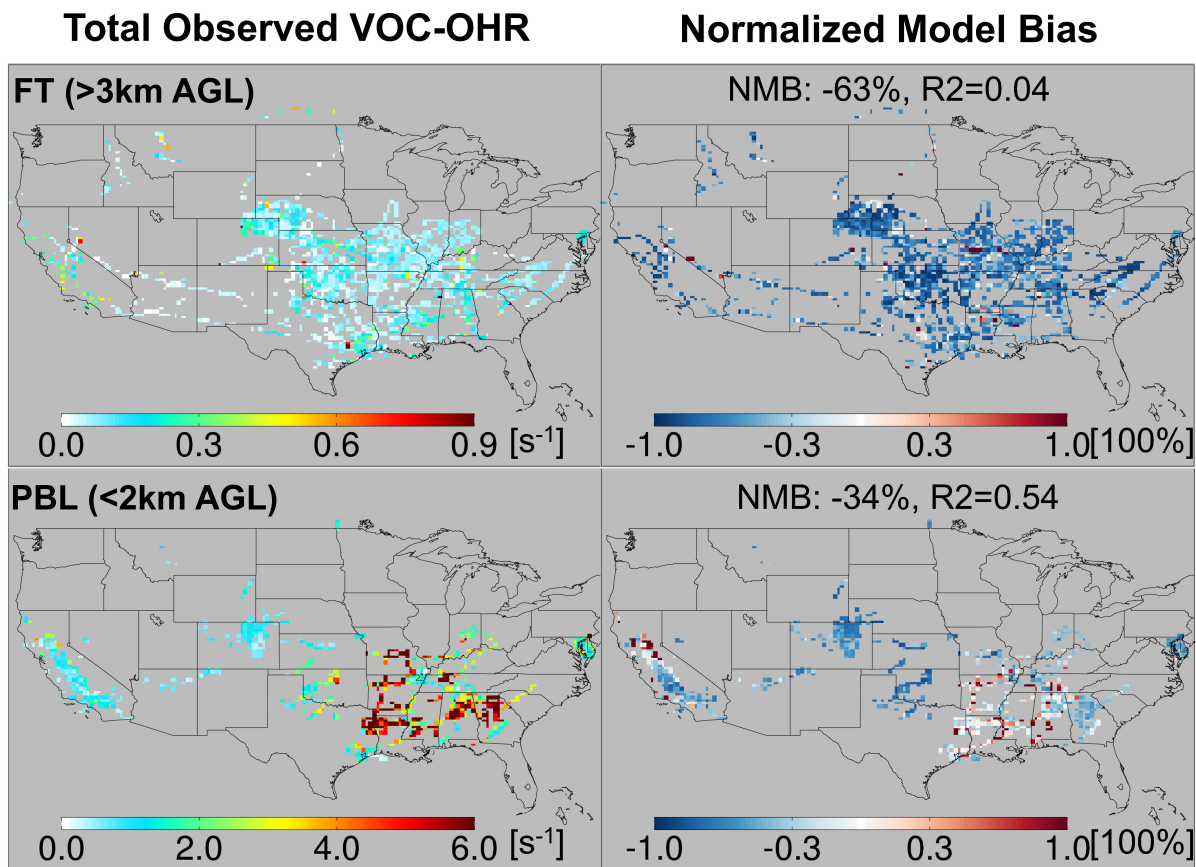 Total Observed VOC-OHR
Normalized Model Bias
FT (>3km AGL)
NMB: -63%, R2=0.04
0.0 0.3 0.6 0.9 [s-1]
-1.0 -0.3 0.3 1.0[100%]
PBL (<2km AGL)
NMB: -34%, R2=0.54
0.0 2.0 4.0 6.0 [s-1]
-1.0 -0.3 0.3 1.0[100%]